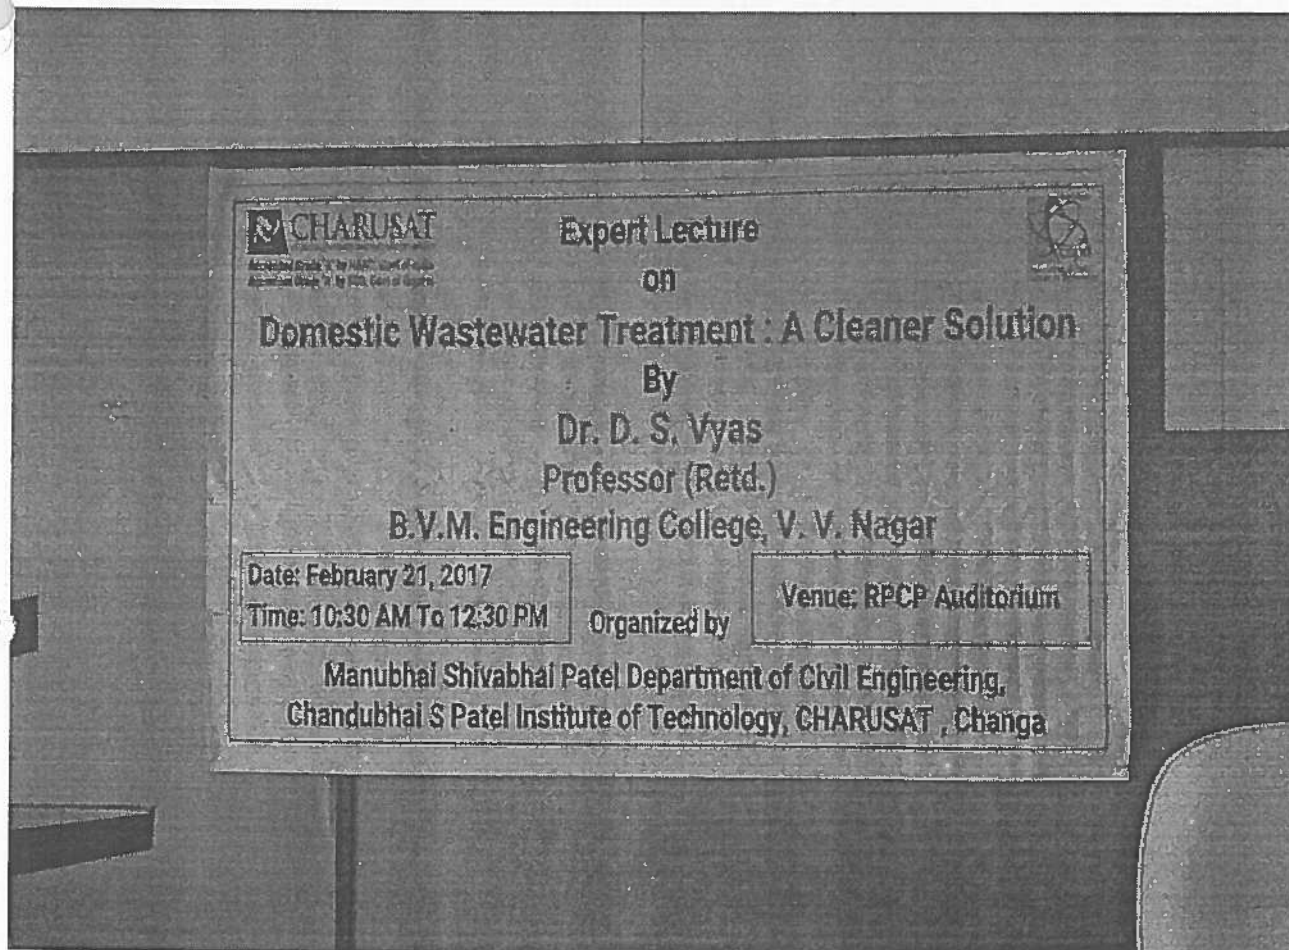 CHARUSAT
Expert Lecture
on
Domestic Wastewater Treatment : A Cleaner Solution
By
Dr. D. S. Vyas
Professor (Retd.)
B.V.M. Engineering College, V. V. Nagar
Date: February 21, 2017
Time: 10:30 AM To 12:30 PM
Organized by
Venue: RPCP Auditorium
Manubhai Shivabhai Patel Department of Civil Engineering,
Chandubhai S Patel Institute of Technology, CHARUSAT , Changa